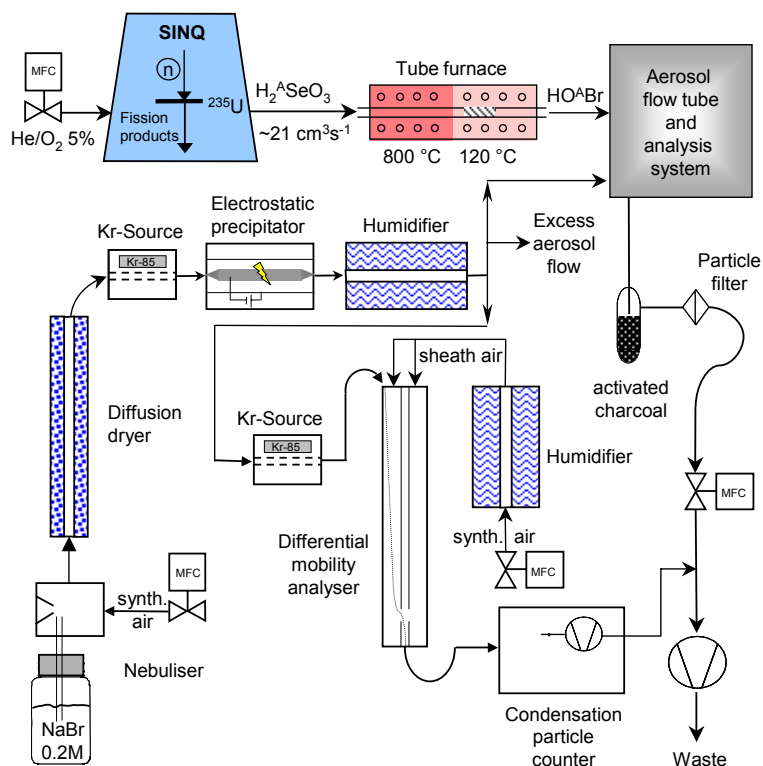 SINQ
MFC
n
H₂ᴬSeO₃
²³⁵U
Fission
products
He/O₂ 5%
~21 cm³s⁻¹
Tube furnace
800 °C
120 °C
HOᴬBr
Aerosol
flow tube
and
analysis
system
Kr-Source
Kr-85
Electrostatic
precipitator
Humidifier
Excess
aerosol
flow
Particle
filter
activated
charcoal
sheath air
Diffusion
dryer
Kr-Source
Kr-85
Humidifier
MFC
synth. air
MFC
Differential
mobility
analyser
MFC
synth.
air
Nebuliser
NaBr
0.2M
Condensation
particle
counter
Waste